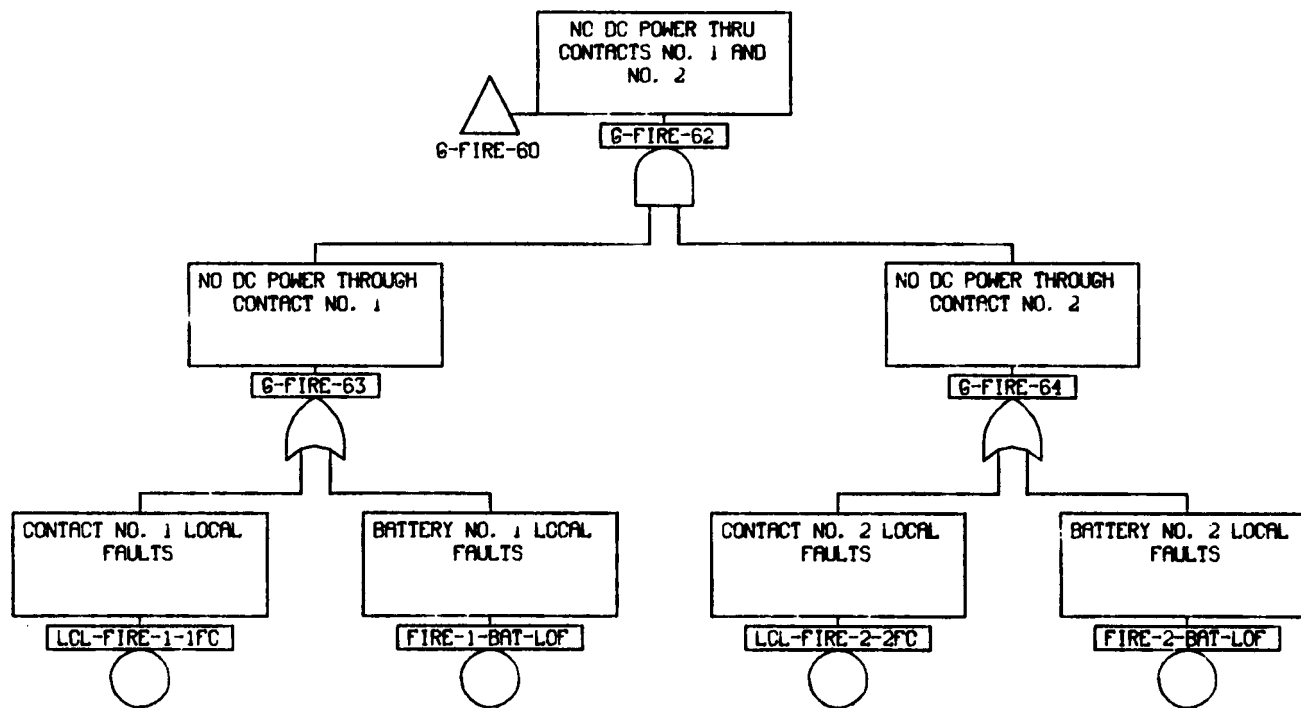 NO DC POWER THRU
CONTACTS NO. 1 AND
NO. 2
G-FIRE-60
G-FIRE-62
NO DC POWER THROUGH
CONTACT NO. 1
NO DC POWER THROUGH
CONTACT NO. 2
G-FIRE-63
G-FIRE-64
CONTACT NO. 1 LOCAL
FAULTS
BATTERY NO. 1 LOCAL
FAULTS
CONTACT NO. 2 LOCAL
FAULTS
BATTERY NO. 2 LOCAL
FAULTS
LCL-FIRE-1-1FC
FIRE-1-BAT-LOF
LCL-FIRE-2-2FC
FIRE-2-BAT-LOF